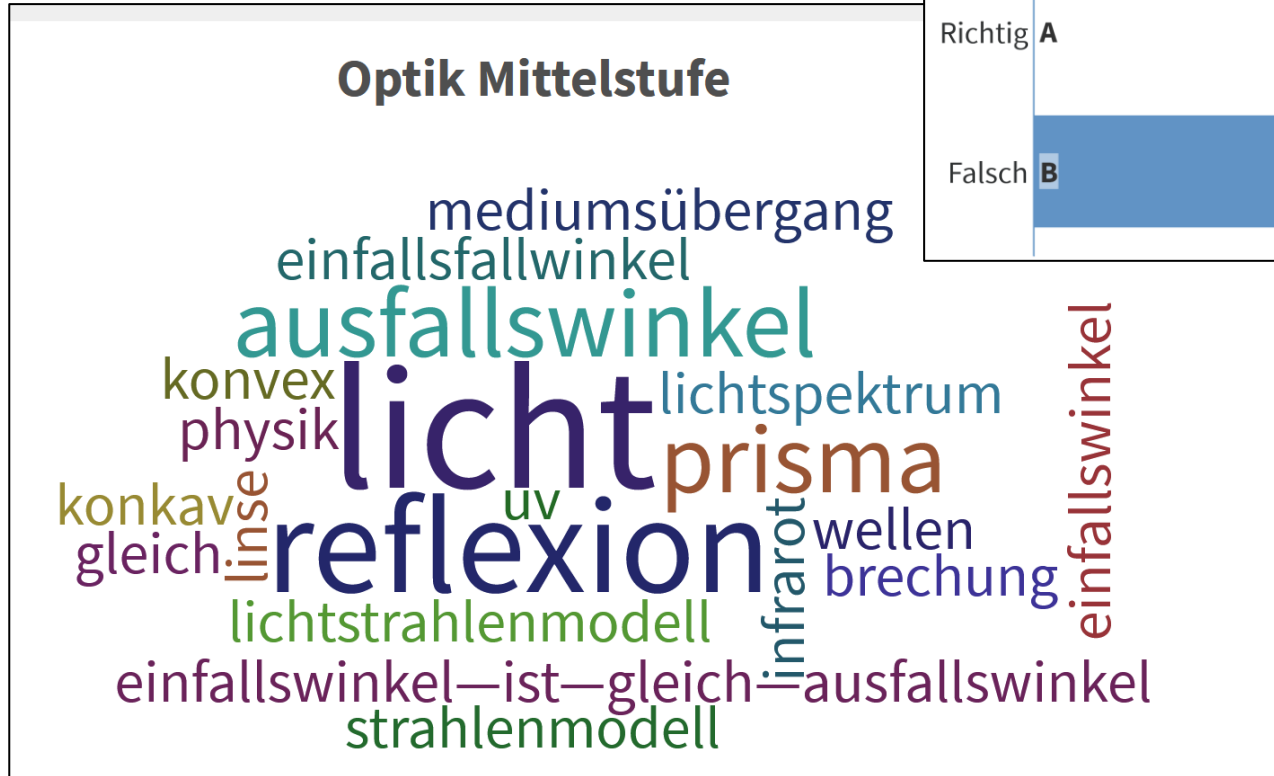 Optik Mittelstufe
Richtig A
Falsch B
mediumsübergang
einfallsfallwinkel
ausfallswinkel
konvex
licht
lichtspektrum
physik
prisma
einfallswinkel
konkav
linse
uv
reflexion
infrarot
wellen
gleich
brechung
lichtstrahlenmodell
einfallswinkel—ist—gleich—ausfallswinkel
strahlenmodell